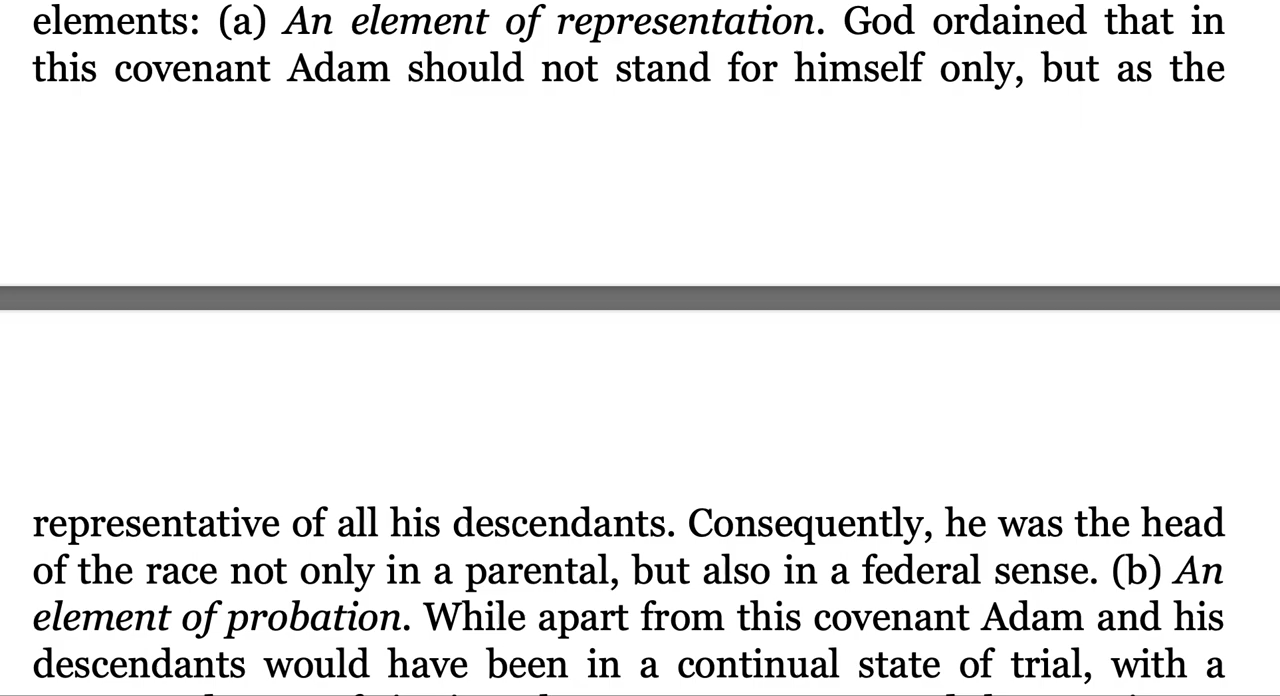 elements: (a) An element of representation. God ordained that in
this covenant Adam should not stand for himself only, but as the
representative of all his descendants. Consequently, he was the head
of the race not only in a parental, but also in a federal sense. (b) An
element of probation. While apart from this covenant Adam and his
descendants would have been in a continual state of trial, with a